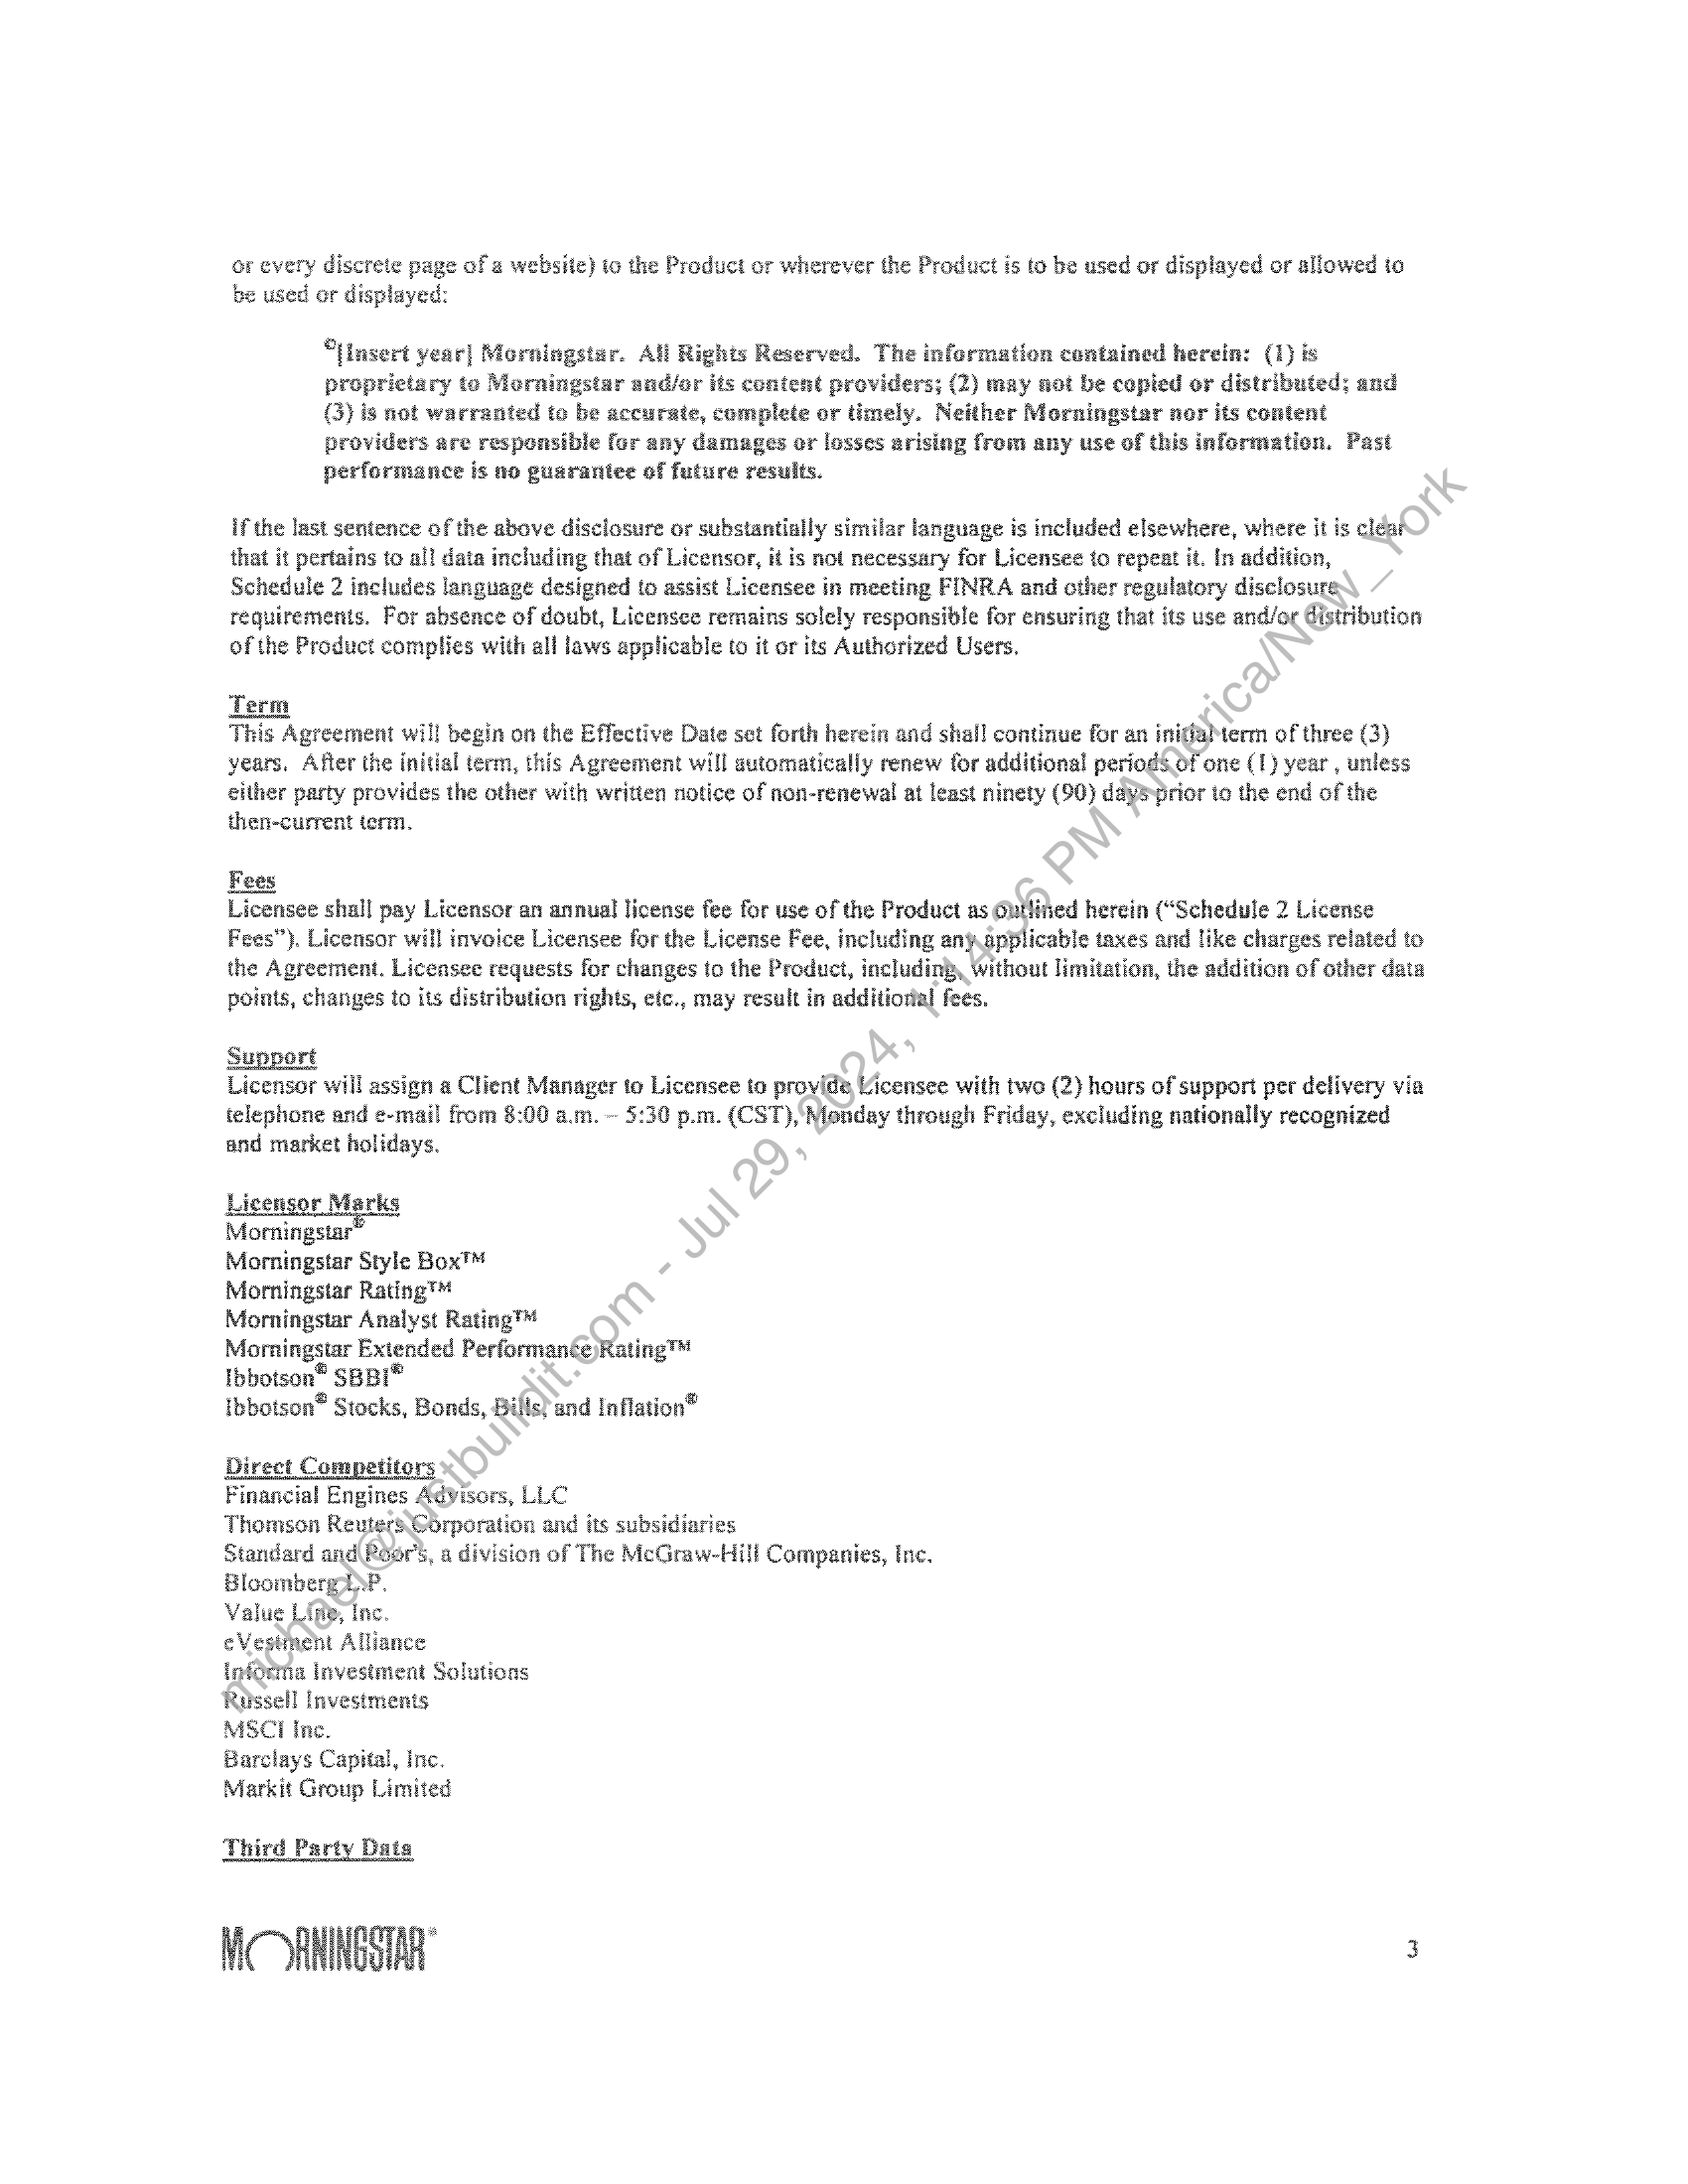 or every discrete page of a website) to the Product or wherever the Product is to be used or displayed or allowed to
be used or displayed:
©[Insert year] Morningstar.  All Rights Reserved.  The information contained herein:  (1) is
proprietary to Morningstar and/or its content providers; (2) may not be copied or distributed; and
(3) is not warranted to be accurate, complete or timely.  Neither Morningstar nor its content
providers are responsible for any damages or losses arising from any use of this information.  Past
performance is no guarantee of future results.
If the last sentence of the above disclosure or substantially similar language is included elsewhere, where it is clear
that it pertains to all data including that of Licensor, it is not necessary for Licensee to repeat it. In addition,
Schedule 2 includes language designed to assist Licensee in meeting FINRA and other regulatory disclosure
requirements.  For absence of doubt, Licensee remains solely responsible for ensuring that its use and/or distribution
of the Product complies with all laws applicable to it or its Authorized Users.
Term
This Agreement will begin on the Effective Date set forth herein and shall continue for an initial term of three (3)
years.  After the initial term, this Agreement will automatically renew for additional periods of one (1) year , unless
either party provides the other with written notice of non-renewal at least ninety (90) days prior to the end of the
then-current term.
Fees
Licensee shall pay Licensor an annual license fee for use of the Product as outlined herein (“Schedule 2 License
Fees”). Licensor will invoice Licensee for the License Fee, including any applicable taxes and like charges related to
the Agreement. Licensee requests for changes to the Product, including, without limitation, the addition of other data
points, changes to its distribution rights, etc., may result in additional fees.
Support
Licensor will assign a Client Manager to Licensee to provide Licensee with two (2) hours of support per delivery via
telephone and e-mail from 8:00 a.m. – 5:30 p.m. (CST), Monday through Friday, excluding nationally recognized
and market holidays.
Licensor Marks
Morningstar®
Morningstar Style Box™
Morningstar Rating™
Morningstar Analyst Rating™
Morningstar Extended Performance Rating™
Ibbotson® SBBI®
Ibbotson® Stocks, Bonds, Bills, and Inflation®
Direct Competitors
Financial Engines Advisors, LLC
Thomson Reuters Corporation and its subsidiaries
Standard and Poor's, a division of The McGraw-Hill Companies, Inc.
Bloomberg L.P.
Value Line, Inc.
eVestment Alliance
Informa Investment Solutions
Russell Investments
MSCI Inc.
Barclays Capital, Inc.
Markit Group Limited
Third Party Data
MORNINGSTAR®
3
michael@justbuildit.com - Jul 29, 2024, 1:14:36 PM America/New_York